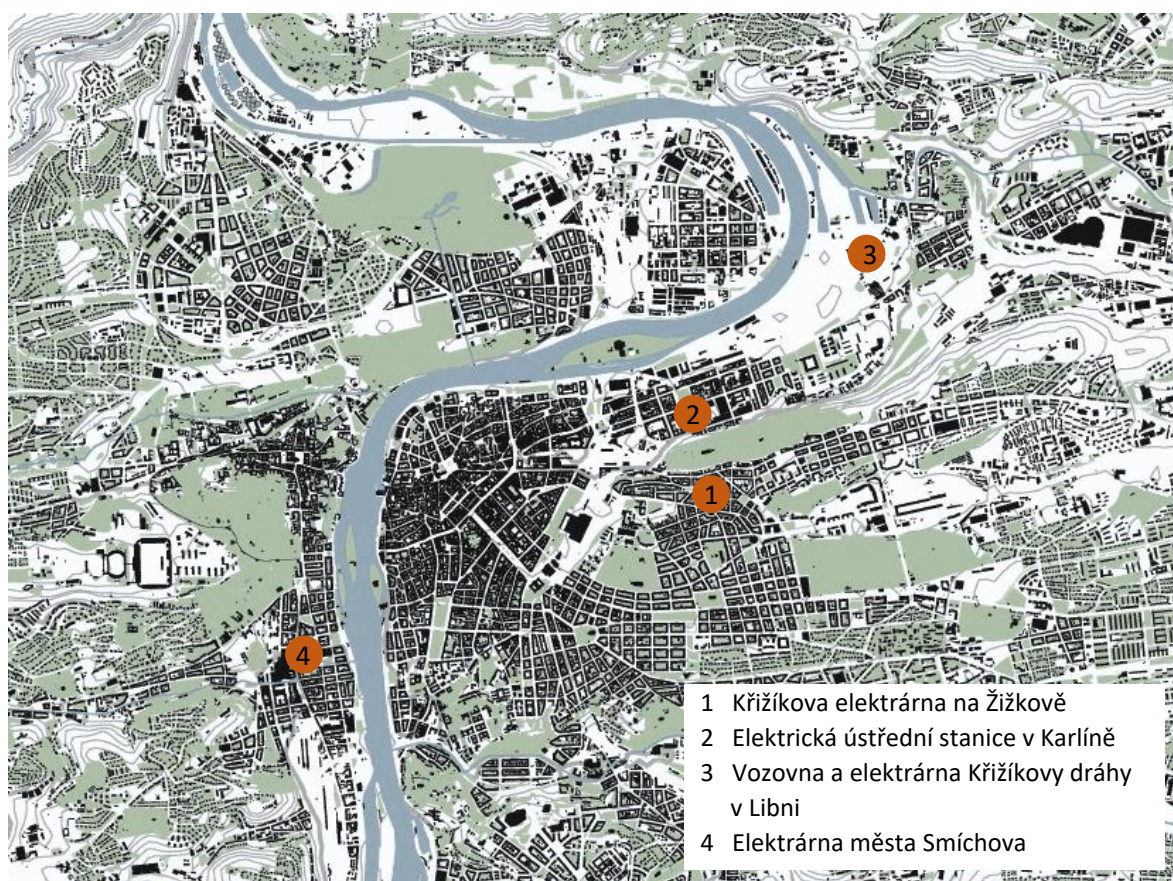 3
2
1
4
1 Křižíkova elektrárna na Žižkově
2 Elektrická ústřední stanice v Karlíně
3 Vozovna a elektrárna Křižíkovy dráhy
v Libni
4 Elektrárna města Smíchova